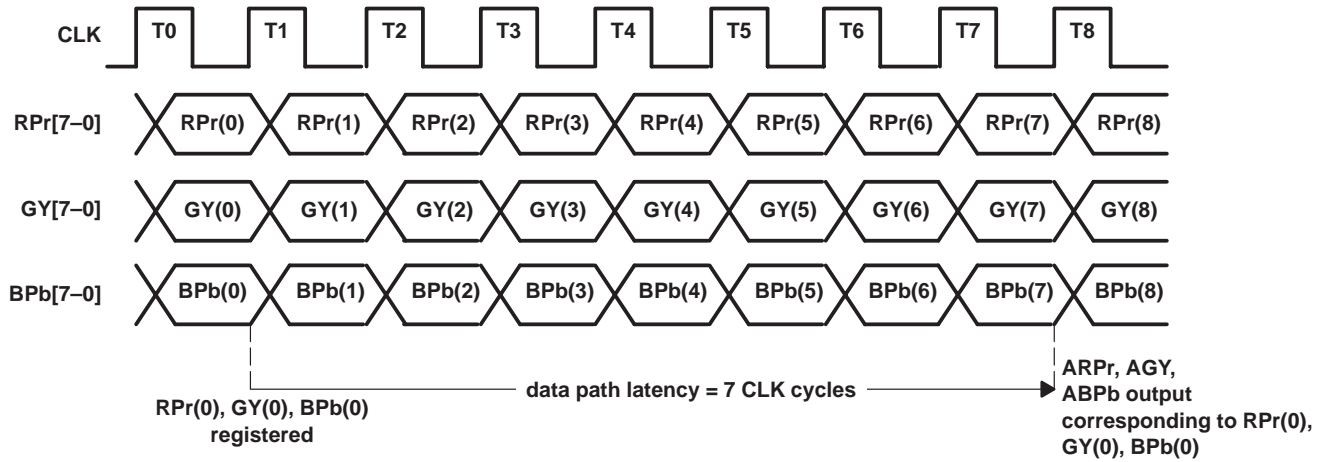 CLK T0 T1 T2 T3 T4 T5 T6 T7 T8
RPr[7–0] RPr(0) RPr(1) RPr(2) RPr(3) RPr(4) RPr(5) RPr(6) RPr(7) RPr(8)
GY[7–0] GY(0) GY(1) GY(2) GY(3) GY(4) GY(5) GY(6) GY(7) GY(8)
BPb[7–0] BPb(0) BPb(1) BPb(2) BPb(3) BPb(4) BPb(5) BPb(6) BPb(7) BPb(8)
RPr(0), GY(0), BPb(0)
registered
data path latency = 7 CLK cycles
ARPr, AGY,
ABPb output
corresponding to RPr(0),
GY(0), BPb(0)